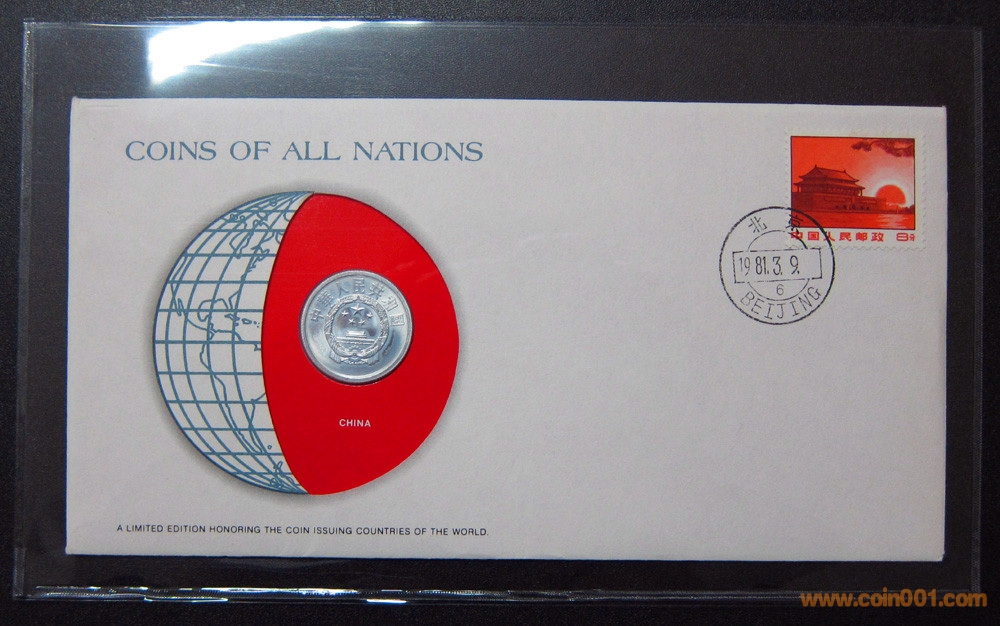 COINS OF ALL NATIONS
中国人民邮政 8分
北京
1981.3.9.
6
BEIJING
中华人民共和國
CHINA
A LIMITED EDITION HONORING THE COIN ISSUING COUNTRIES OF THE WORLD.
www.coin001.com